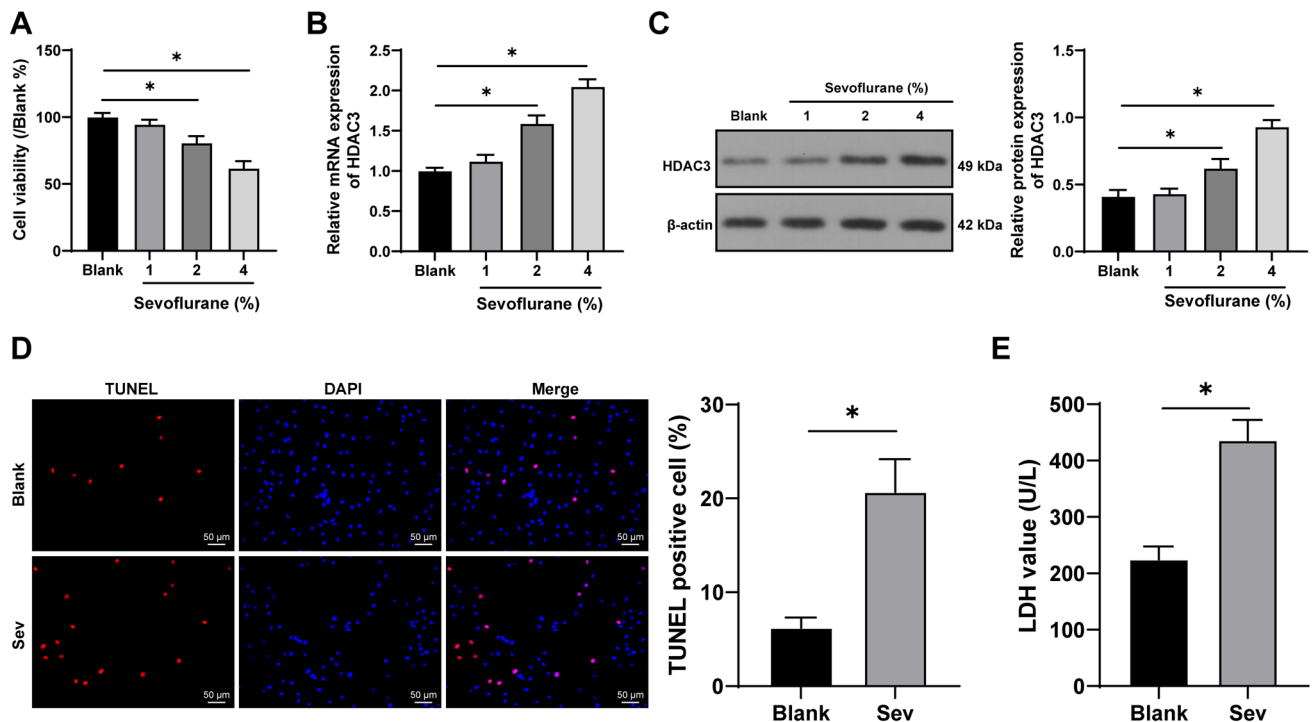 A
Cell viability (/Blank %)
150
100
50
0
*
*
Blank
1
2
4
Sevoflurane (%)
B
Relative mRNA expression
of HDAC3
2.5
2.0
1.5
1.0
0.5
0.0
*
*
Blank
1
2
4
Sevoflurane (%)
C
Sevoflurane (%)
Blank
1
2
4
HDAC3
49 kDa
β-actin
42 kDa
Relative protein expression
of HDAC3
1.5
1.0
0.5
0.0
*
*
Blank
1
2
4
Sevoflurane (%)
D
TUNEL
DAPI
Merge
Blank
50 μm
50 μm
50 μm
Sev
50 μm
50 μm
50 μm
TUNEL positive cell (%)
30
20
10
0
*
Blank
Sev
E
LDH value (U/L)
500
400
300
200
100
0
*
Blank
Sev